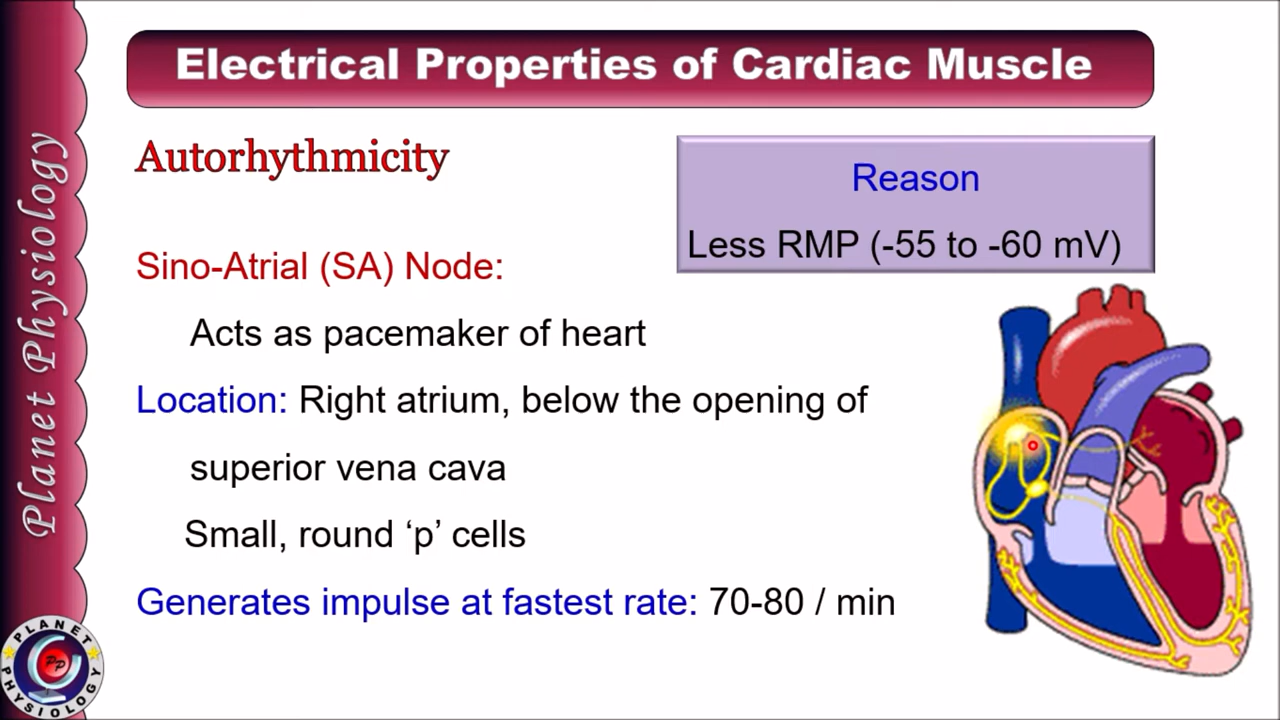 Electrical Properties of Cardiac Muscle
Autorhythmicity
Reason
Less RMP (-55 to -60 mV)
Sino-Atrial (SA) Node:
Acts as pacemaker of heart
Location: Right atrium, below the opening of
superior vena cava
Small, round ‘p’ cells
Generates impulse at fastest rate: 70-80 / min
Planet Physiology
PLANET
PP
PHYSIOLOGY